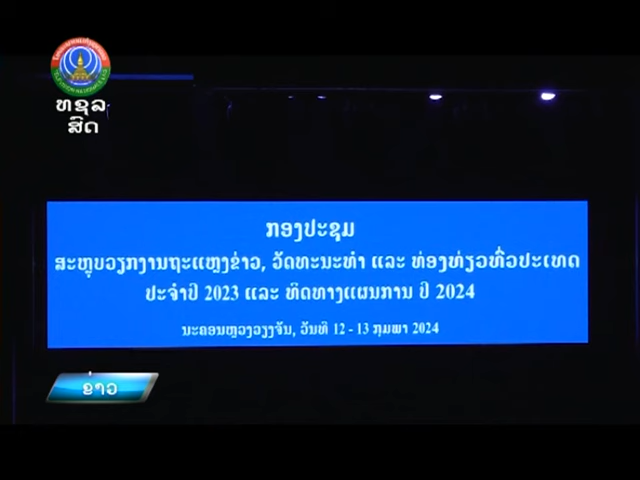 ທຊລ
ສົດ
ກອງປະຊຸມ
ສະຫຼຸບວຽກງານຖະແຫຼງຂ່າວ, ວັດທະນະທຳ ແລະ ທ່ອງທ່ຽວທົ່ວປະເທດ
ປະຈຳປີ 2023 ແລະ ທິດທາງແຜນການ ປີ 2024
ນະຄອນຫຼວງວຽງຈັນ, ວັນທີ 12 - 13 ກຸມພາ 2024
ຂ່າວ